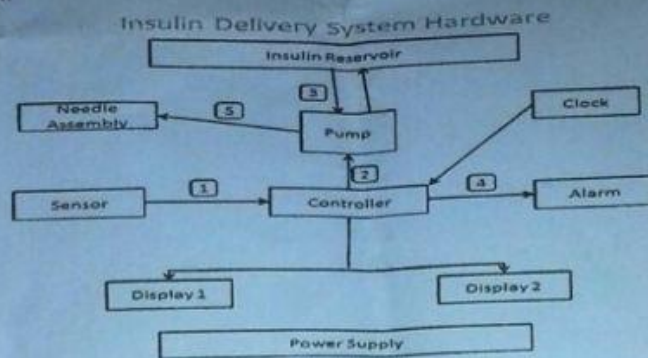 Insulin Delivery System Hardware
Insulin Reservoir
3
Clock
Needle
Assembly
5
Pump
2
1
4
Sensor
Controller
Alarm
Display 1
Display 2
Power Supply